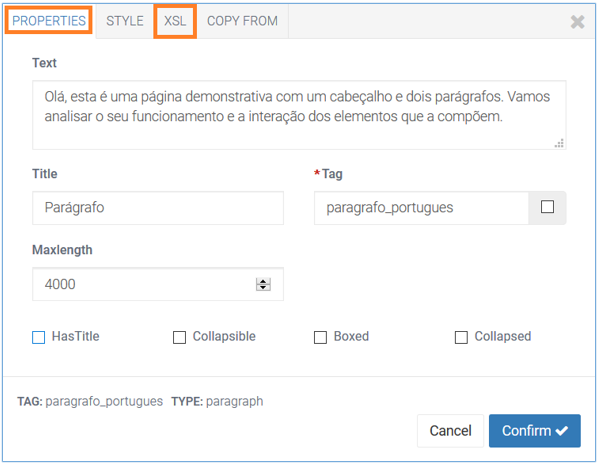 PROPERTIES STYLE XSL COPY FROM
Text
Olá, esta é uma página demonstrativa com um cabeçalho e dois parágrafos. Vamos
analisar o seu funcionamento e a interação dos elementos que a compõem.
Title *Tag
Parágrafo paragrafo_portugues
Maxlength
4000
HasTitle Collapsible Boxed Collapsed
TAG: paragrafo_portugues TYPE: paragraph
Cancel Confirm